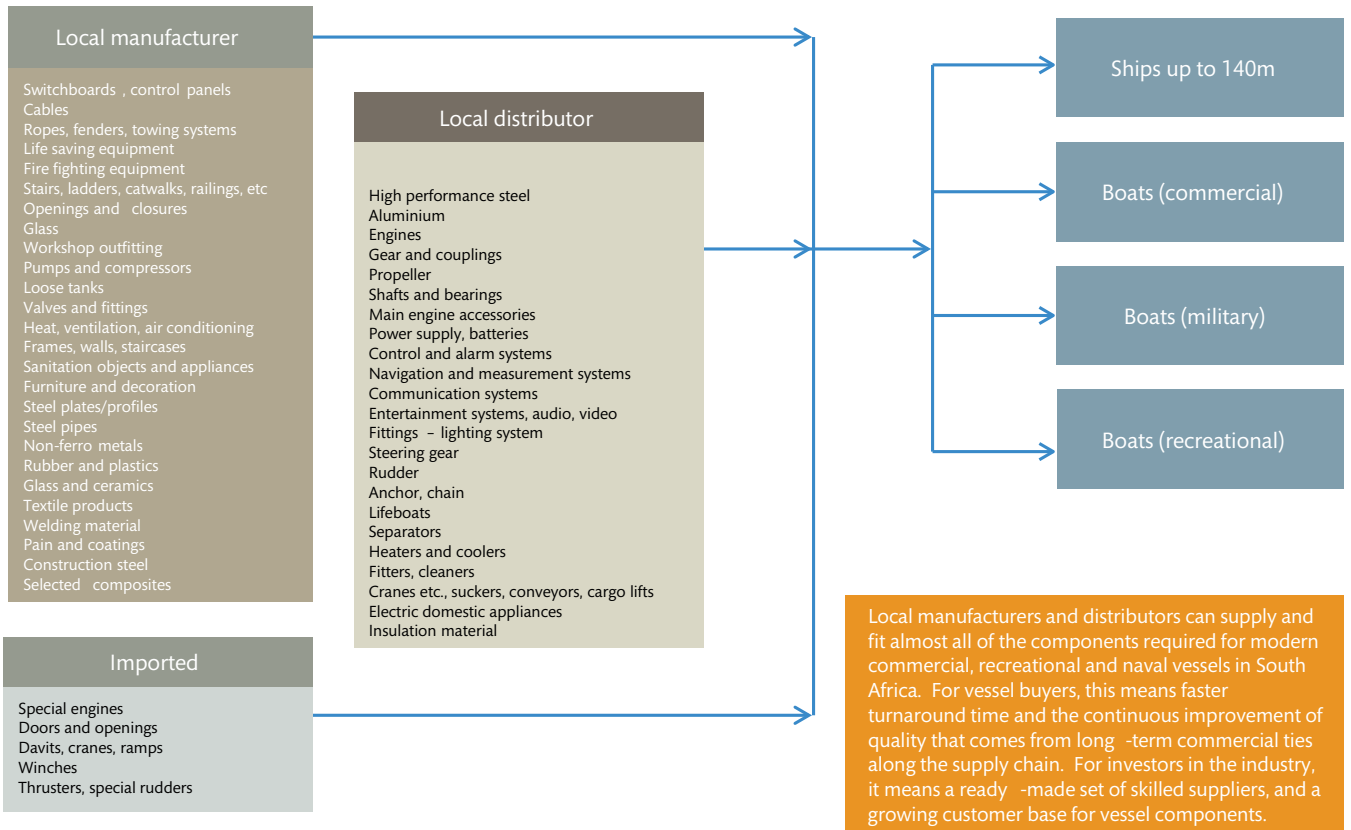 Local manufacturer
Switchboards , control panels
Cables
Ropes, fenders, towing systems
Life saving equipment
Fire fighting equipment
Stairs, ladders, catwalks, railings, etc
Openings and closures
Glass
Workshop outfitting
Pumps and compressors
Loose tanks
Valves and fittings
Heat, ventilation, air conditioning
Frames, walls, staircases
Sanitation objects and appliances
Furniture and decoration
Steel plates/profiles
Steel pipes
Non-ferro metals
Rubber and plastics
Glass and ceramics
Textile products
Welding material
Pain and coatings
Construction steel
Selected composites
Imported
Special engines
Doors and openings
Davits, cranes, ramps
Winches
Thrusters, special rudders
Local distributor
High performance steel
Aluminium
Engines
Gear and couplings
Propeller
Shafts and bearings
Main engine accessories
Power supply, batteries
Control and alarm systems
Navigation and measurement systems
Communication systems
Entertainment systems, audio, video
Fittings – lighting system
Steering gear
Rudder
Anchor, chain
Lifeboats
Separators
Heaters and coolers
Fitters, cleaners
Cranes etc., suckers, conveyors, cargo lifts
Electric domestic appliances
Insulation material
Ships up to 140m
Boats (commercial)
Boats (military)
Boats (recreational)
Local manufacturers and distributors can supply and
fit almost all of the components required for modern
commercial, recreational and naval vessels in South
Africa. For vessel buyers, this means faster
turnaround time and the continuous improvement of
quality that comes from long -term commercial ties
along the supply chain. For investors in the industry,
it means a ready -made set of skilled suppliers, and a
growing customer base for vessel components.